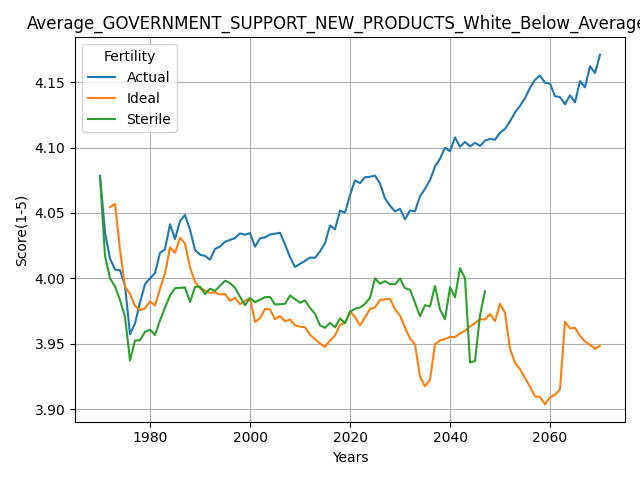 Average_GOVERNMENT_SUPPORT_NEW_PRODUCTS_White_Below_Average
Fertility
Actual
Ideal
Sterile
Score(1-5)
4.15
4.10
4.05
4.00
3.95
3.90
1980 2000 2020 2040 2060
Years